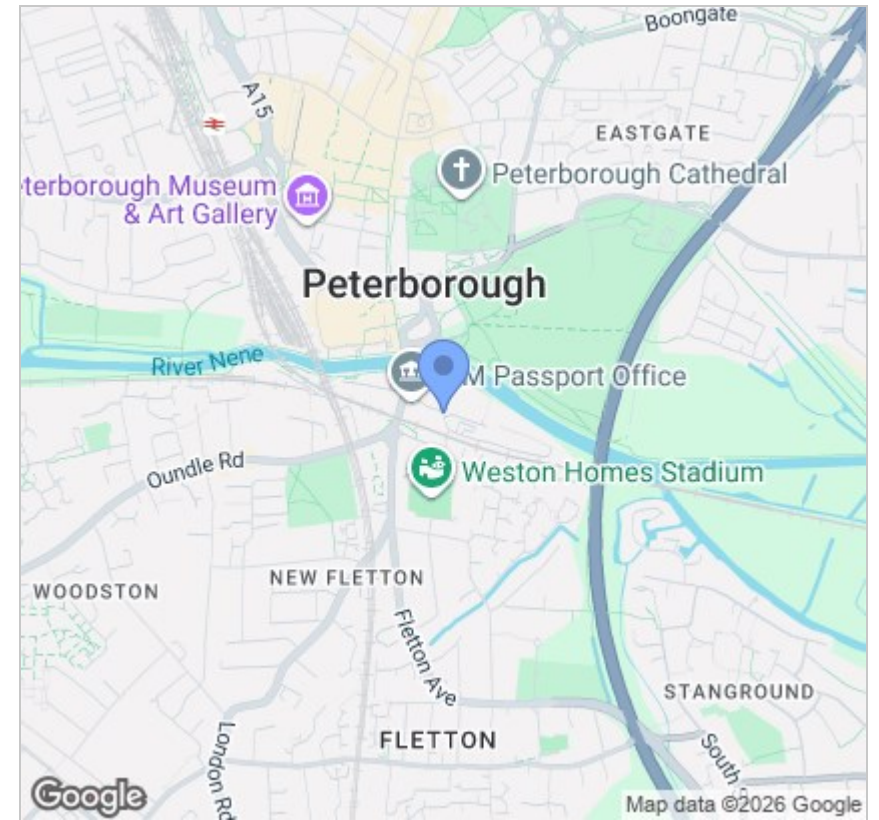 Boongate
A15
EASTGATE
Peterborough Cathedral
terborough Museum
& Art Gallery
Peterborough
River Nene
M Passport Office
Oundle Rd
Weston Homes Stadium
NEW FLETTON
WOODSTON
Fletton Ave
STANGROUND
London Rd
FLETTON
South
Google
Map data ©2026 Google